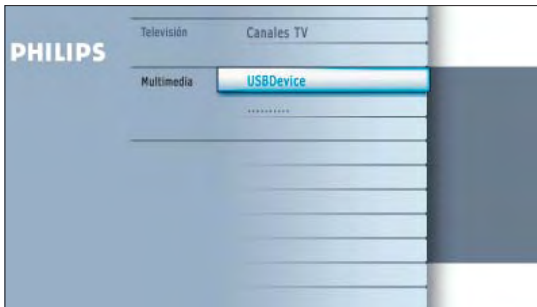 Televisión Canales TV
PHILIPS
Multimedia USBDevice
..........